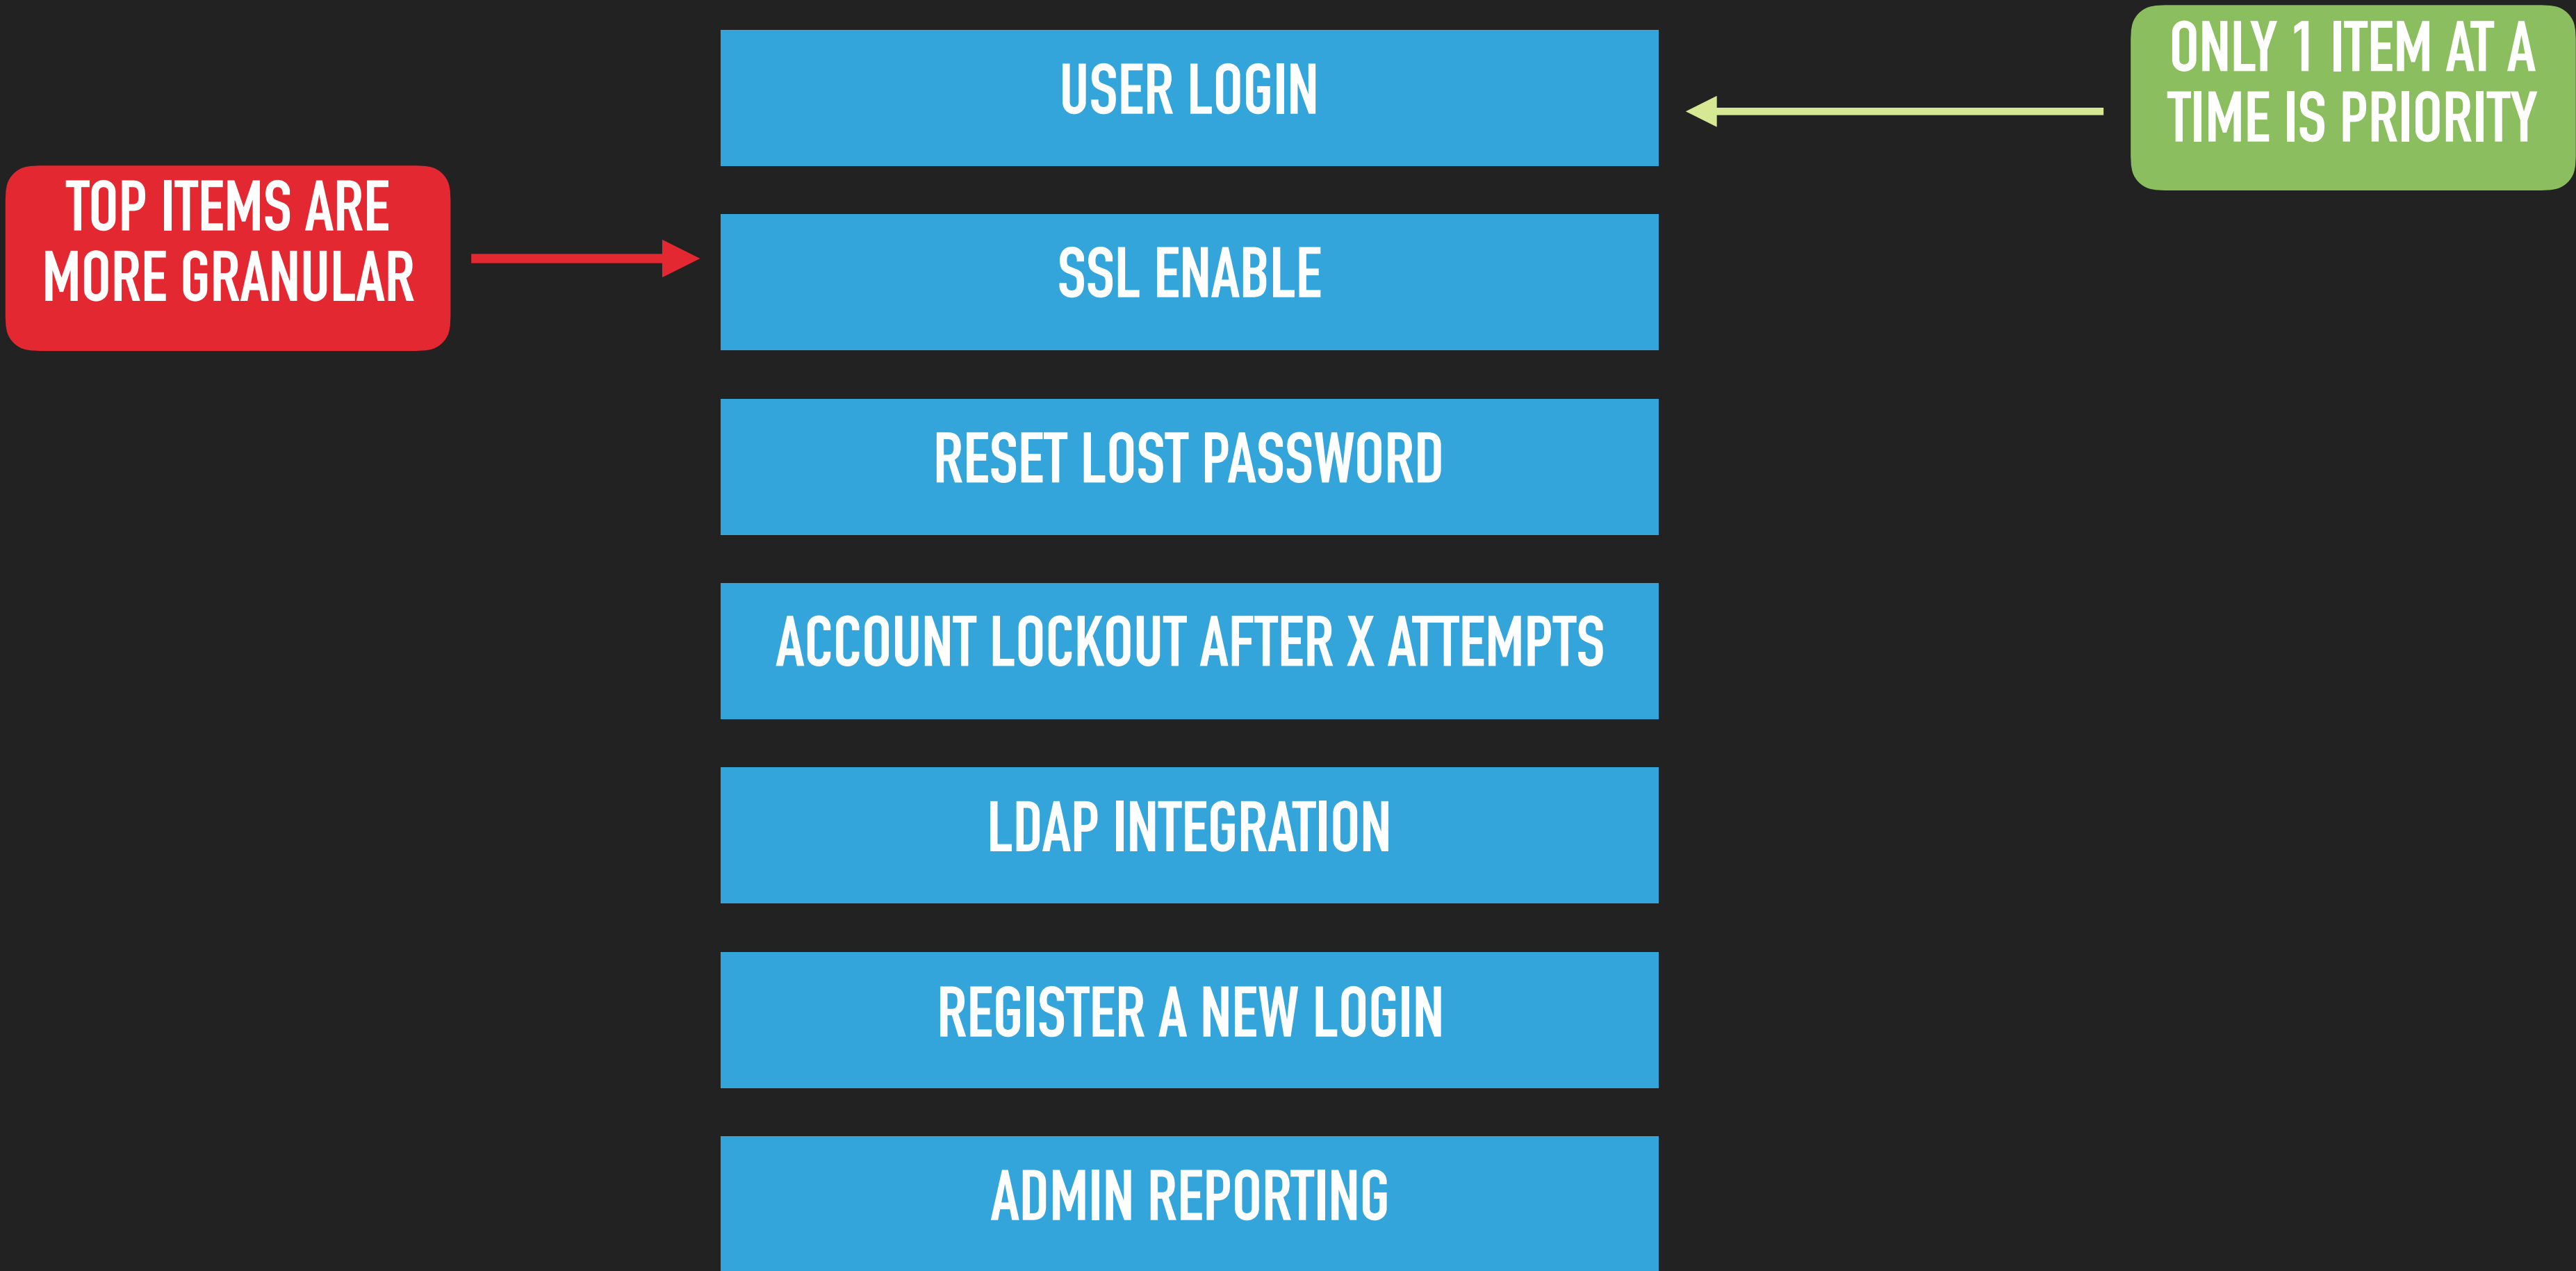 ONLY 1 ITEM AT A
TIME IS PRIORITY
USER LOGIN
TOP ITEMS ARE
MORE GRANULAR
SSL ENABLE
RESET LOST PASSWORD
ACCOUNT LOCKOUT AFTER X ATTEMPTS
LDAP INTEGRATION
REGISTER A NEW LOGIN
ADMIN REPORTING